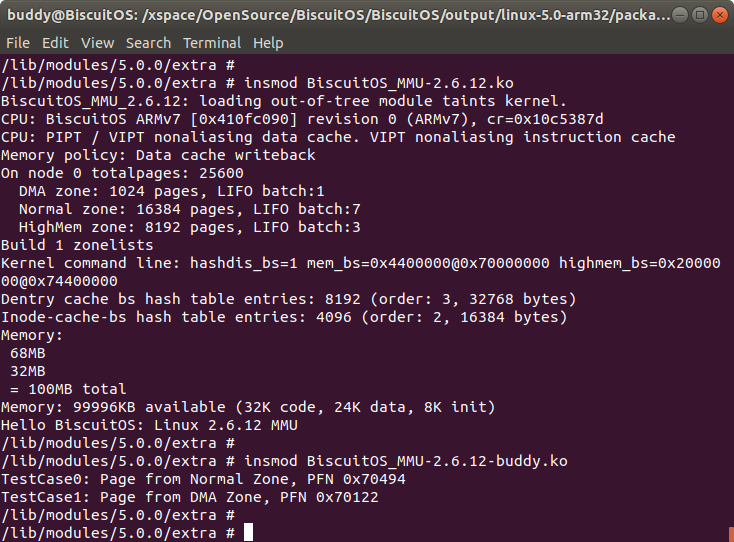 buddy@BiscuitOS: /xspace/OpenSource/BiscuitOS/BiscuitOS/output/linux-5.0-arm32/packa...
File Edit View Search Terminal Help
/lib/modules/5.0.0/extra #
/lib/modules/5.0.0/extra # insmod BiscuitOS_MMU-2.6.12.ko
BiscuitOS_MMU_2.6.12: loading out-of-tree module taints kernel.
CPU: BiscuitOS ARMv7 [0x410fc090] revision 0 (ARMv7), cr=0x10c5387d
CPU: PIPT / VIPT nonaliasing data cache. VIPT nonaliasing instruction cache
Memory policy: Data cache writeback
On node 0 totalpages: 25600
  DMA zone: 1024 pages, LIFO batch:1
  Normal zone: 16384 pages, LIFO batch:7
  HighMem zone: 8192 pages, LIFO batch:3
Build 1 zonelists
Kernel command line: hashdis_bs=1 mem_bs=0x4400000@0x70000000 highmem_bs=0x20000
00@0x74400000
Dentry cache bs hash table entries: 8192 (order: 3, 32768 bytes)
Inode-cache-bs hash table entries: 4096 (order: 2, 16384 bytes)
Memory:
 68MB
 32MB
 = 100MB total
Memory: 99996KB available (32K code, 24K data, 8K init)
Hello BiscuitOS: Linux 2.6.12 MMU
/lib/modules/5.0.0/extra #
/lib/modules/5.0.0/extra # insmod BiscuitOS_MMU-2.6.12-buddy.ko
TestCase0: Page from Normal Zone, PFN 0x70494
TestCase1: Page from DMA Zone, PFN 0x70122
/lib/modules/5.0.0/extra #
/lib/modules/5.0.0/extra #